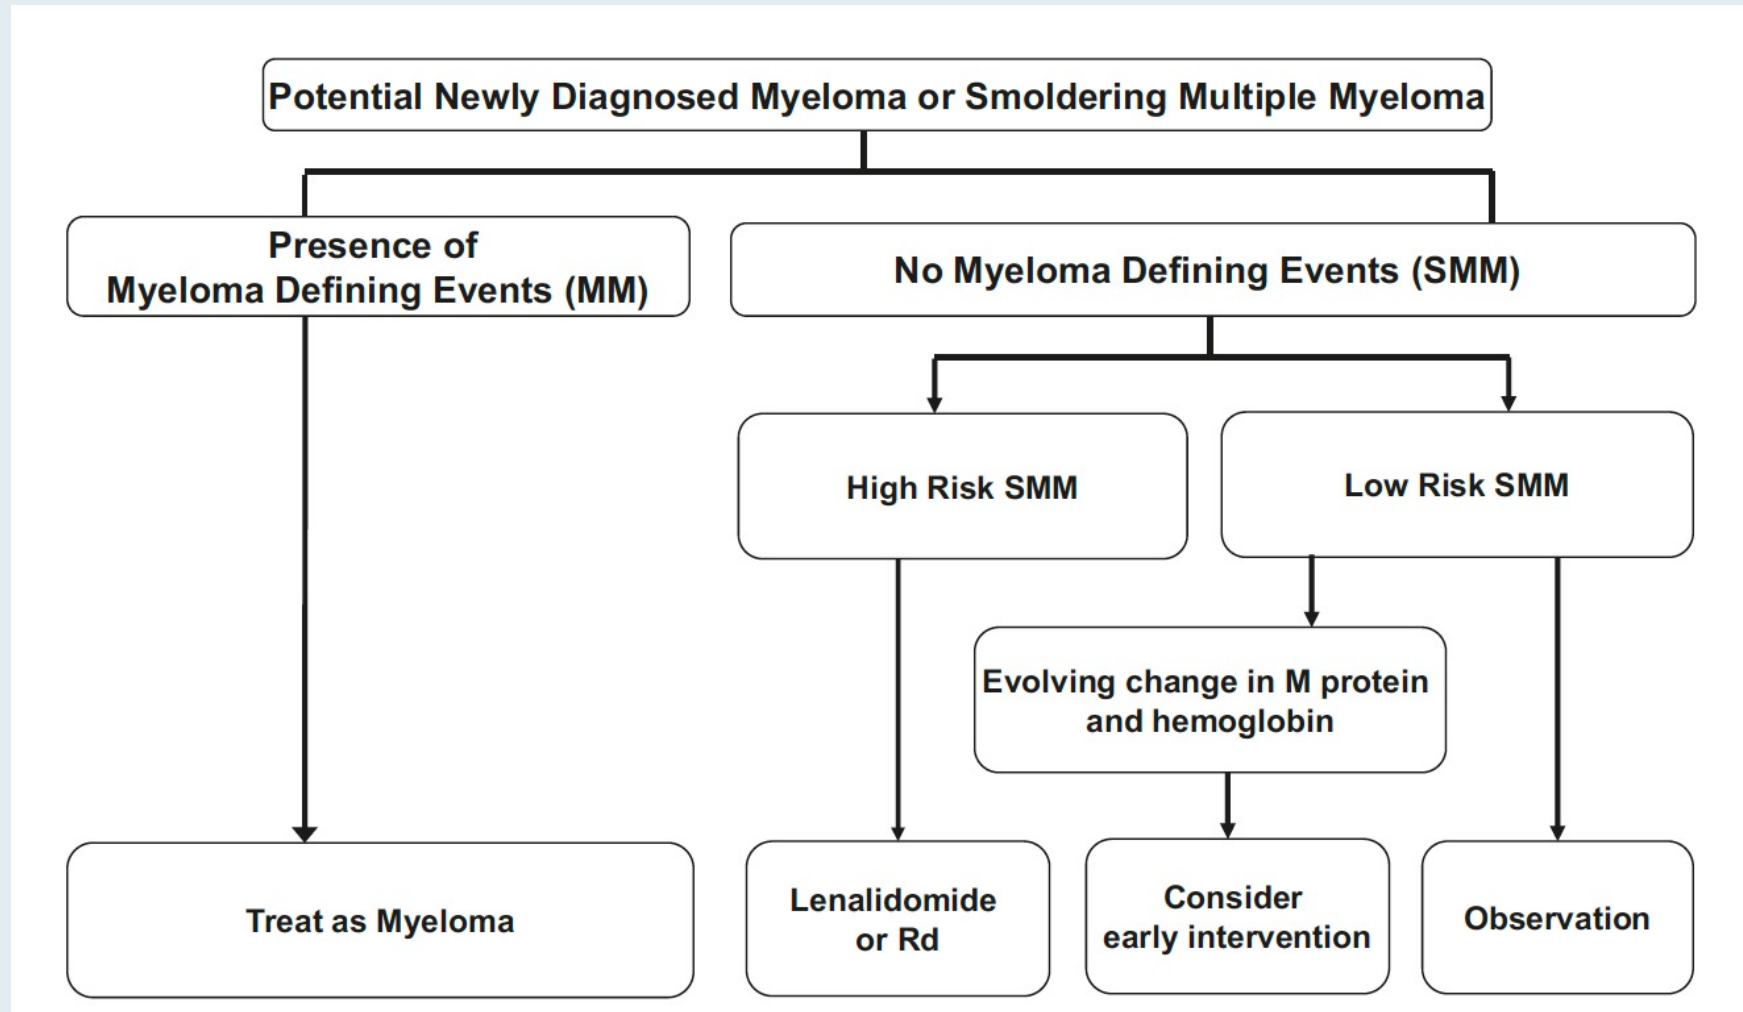 Potential Newly Diagnosed Myeloma or Smoldering Multiple Myeloma
Presence of
Myeloma Defining Events (MM)
No Myeloma Defining Events (SMM)
High Risk SMM
Low Risk SMM
Evolving change in M protein
and hemoglobin
Treat as Myeloma
Lenalidomide
or Rd
Consider
early intervention
Observation